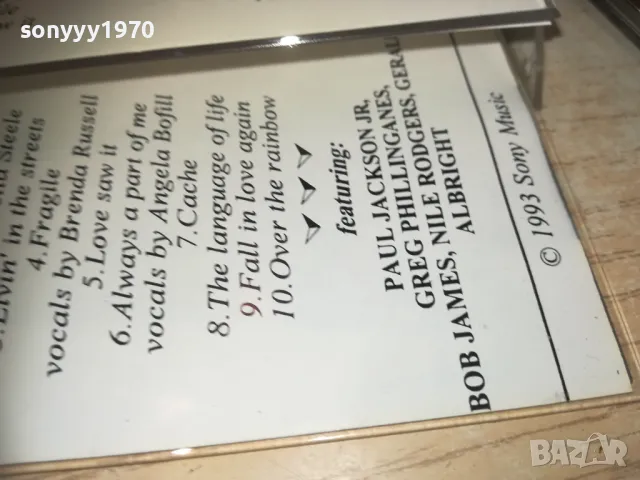 sonyyy1970
Steele
in the streets
4.Fragile
vocals by Brenda Russell
5.Love saw it
6.Always a part of me
vocals by Angela Bofill
7.Cache
8.The language of life
9.Fall in love again
10.Over the rainbow
featuring:
PAUL JACKSON JR,
GREG PHILLINGANES,
BOB JAMES, NILE RODGERS, GERAL
ALBRIGHT
© 1993 Sony Music
BAZAR
bg